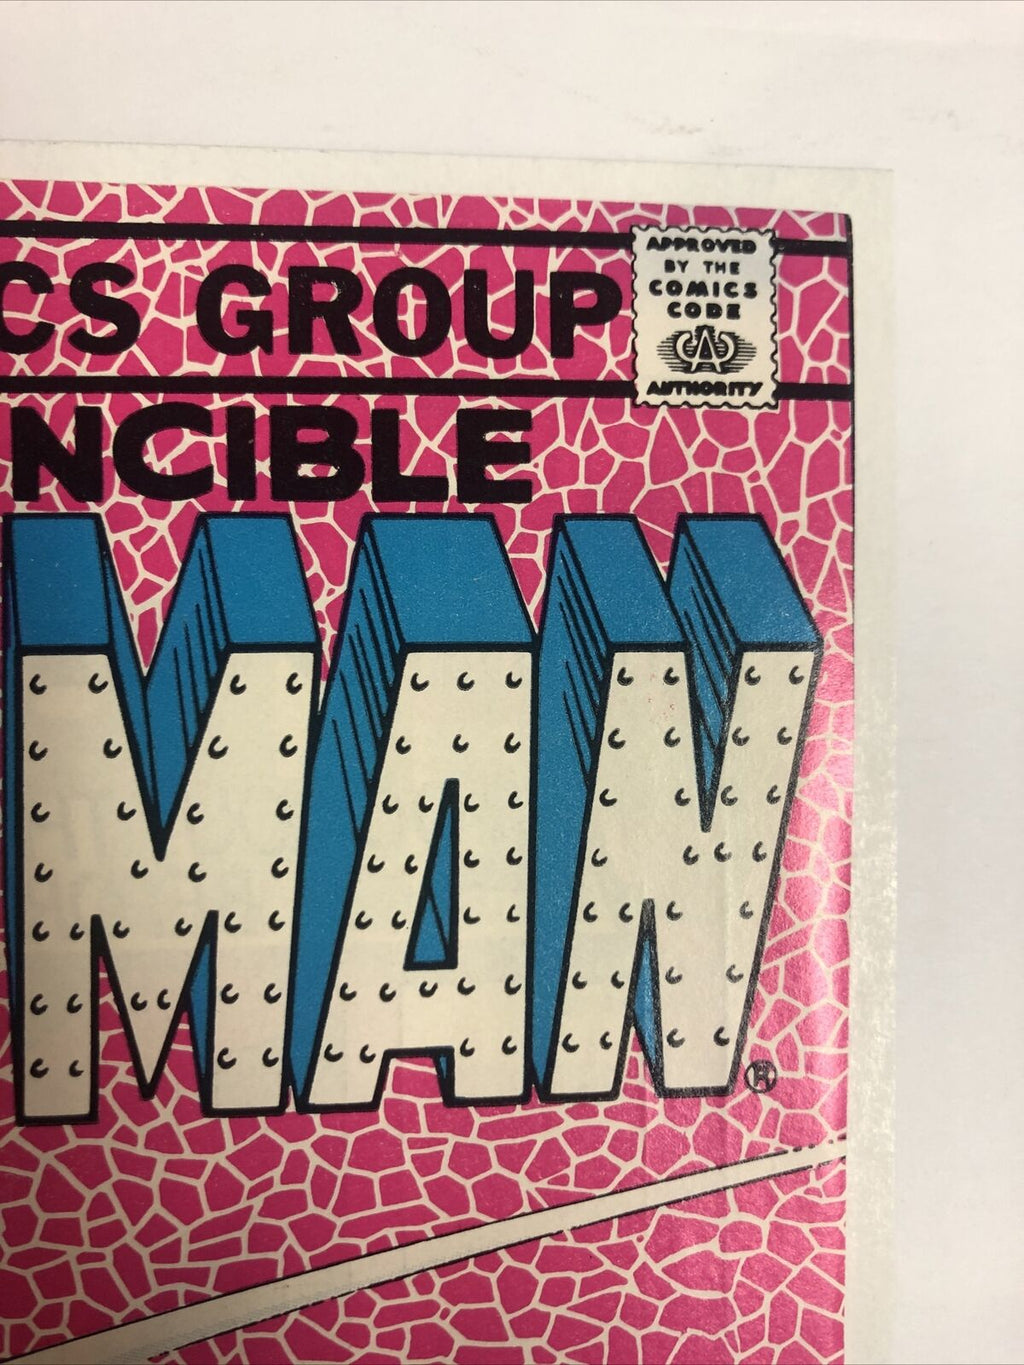 CS GROUP
APPROVED
BY THE
COMICS
CODE
A
AUTHORITY
NCIBLE
MAN
®